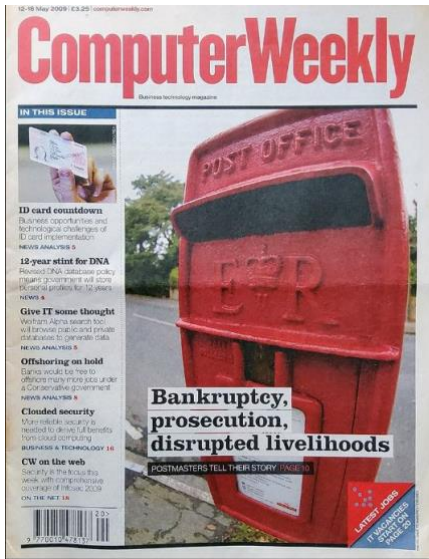 12-18 May 2009 | £3.25 | computerweekly.com
ComputerWeekly
Business technology magazine
IN THIS ISSUE
ID card countdown
Business opportunities and
technological challenges of
ID card implementation
NEWS ANALYSIS 5
12-year stint for DNA
Revised DNA database policy
means government will store
personal profiles for 12 years
NEWS 4
Give IT some thought
Wolfram Alpha search tool
will browse public and private
databases to generate data
NEWS ANALYSIS 5
Offshoring on hold
Banks would be free to
offshore many more jobs under
a Conservative government
NEWS ANALYSIS 8
Clouded security
More reliable security is
needed to derive full benefits
from cloud computing
BUSINESS & TECHNOLOGY 16
CW on the web
Security is the focus this
week with comprehensive
coverage of Infosec 2009
ON THE NET 18
POST OFFICE
E R
Bankruptcy,
prosecution,
disrupted livelihoods
POSTMASTERS TELL THEIR STORY PAGE 10
LATEST JOBS
IT VACANCIES
START ON
PAGE 20
20>
9 770010 478137